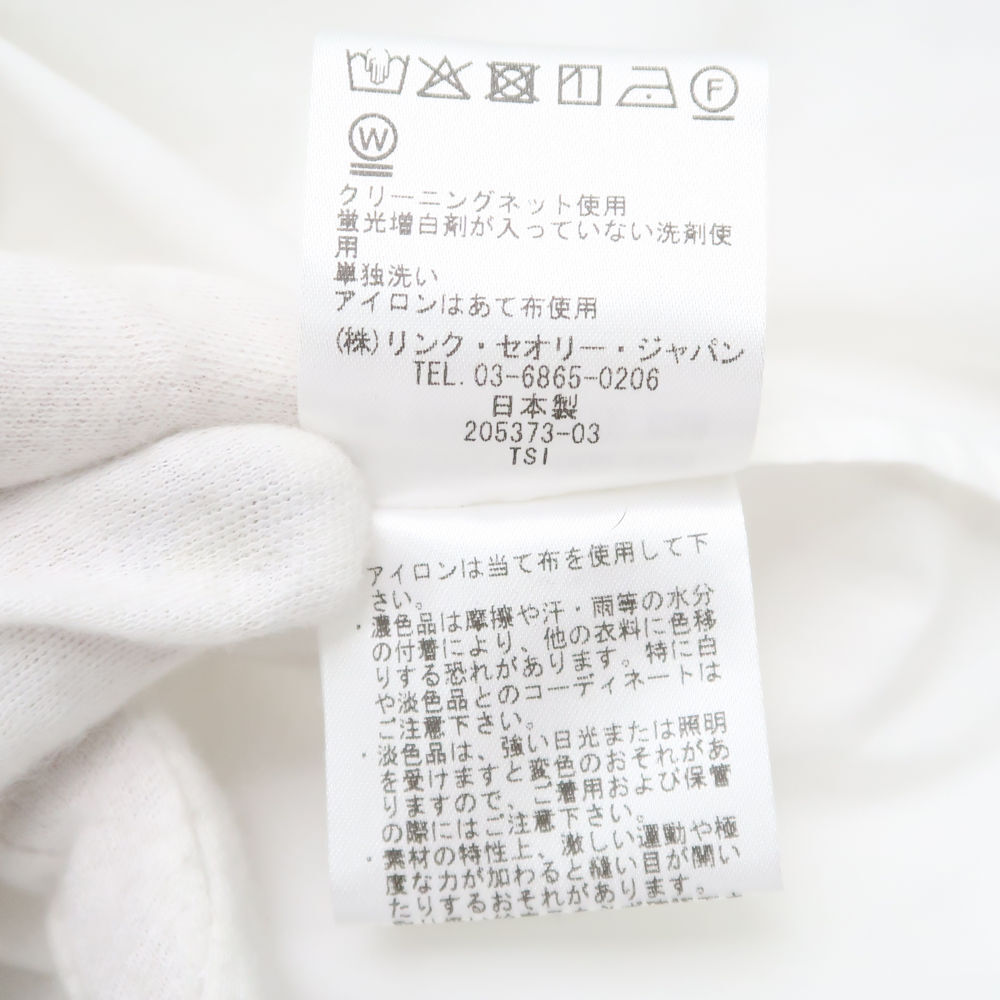 F
W
クリーニングネット使用
蛍光増白剤が入っていない洗剤使
用
単独洗い
アイロンはあて布使用
(株)リンク・セオリー・ジャパン
TEL. 03-6865-0206
日本製
205373-03
TSI
アイロンは当て布を使用して下
さい。
・濃色品は摩擦や汗・雨等の水分
の付着により、他の衣料に色移
りする恐れがあります。特に白
や淡色品とのコーディネートは
ご注意下さい。
・淡色品は、強い日光または照明
を受けますと変色のおそれがあ
りますので、ご着用および保管
の際にはご注意下さい。
・素材の特性上、激しい運動や極
度な力が加わると縫い目が開い
たりするおそれがあります。